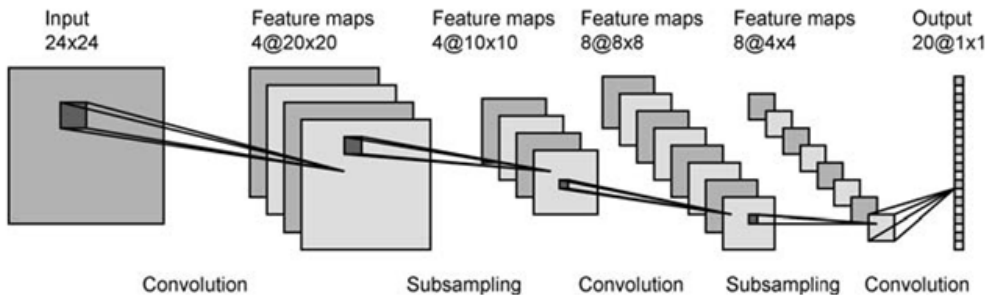 Input
24x24
Feature maps
4@20x20
Feature maps
4@10x10
Feature maps
8@8x8
Feature maps
8@4x4
Output
20@1x1
Convolution
Subsampling
Convolution
Subsampling
Convolution